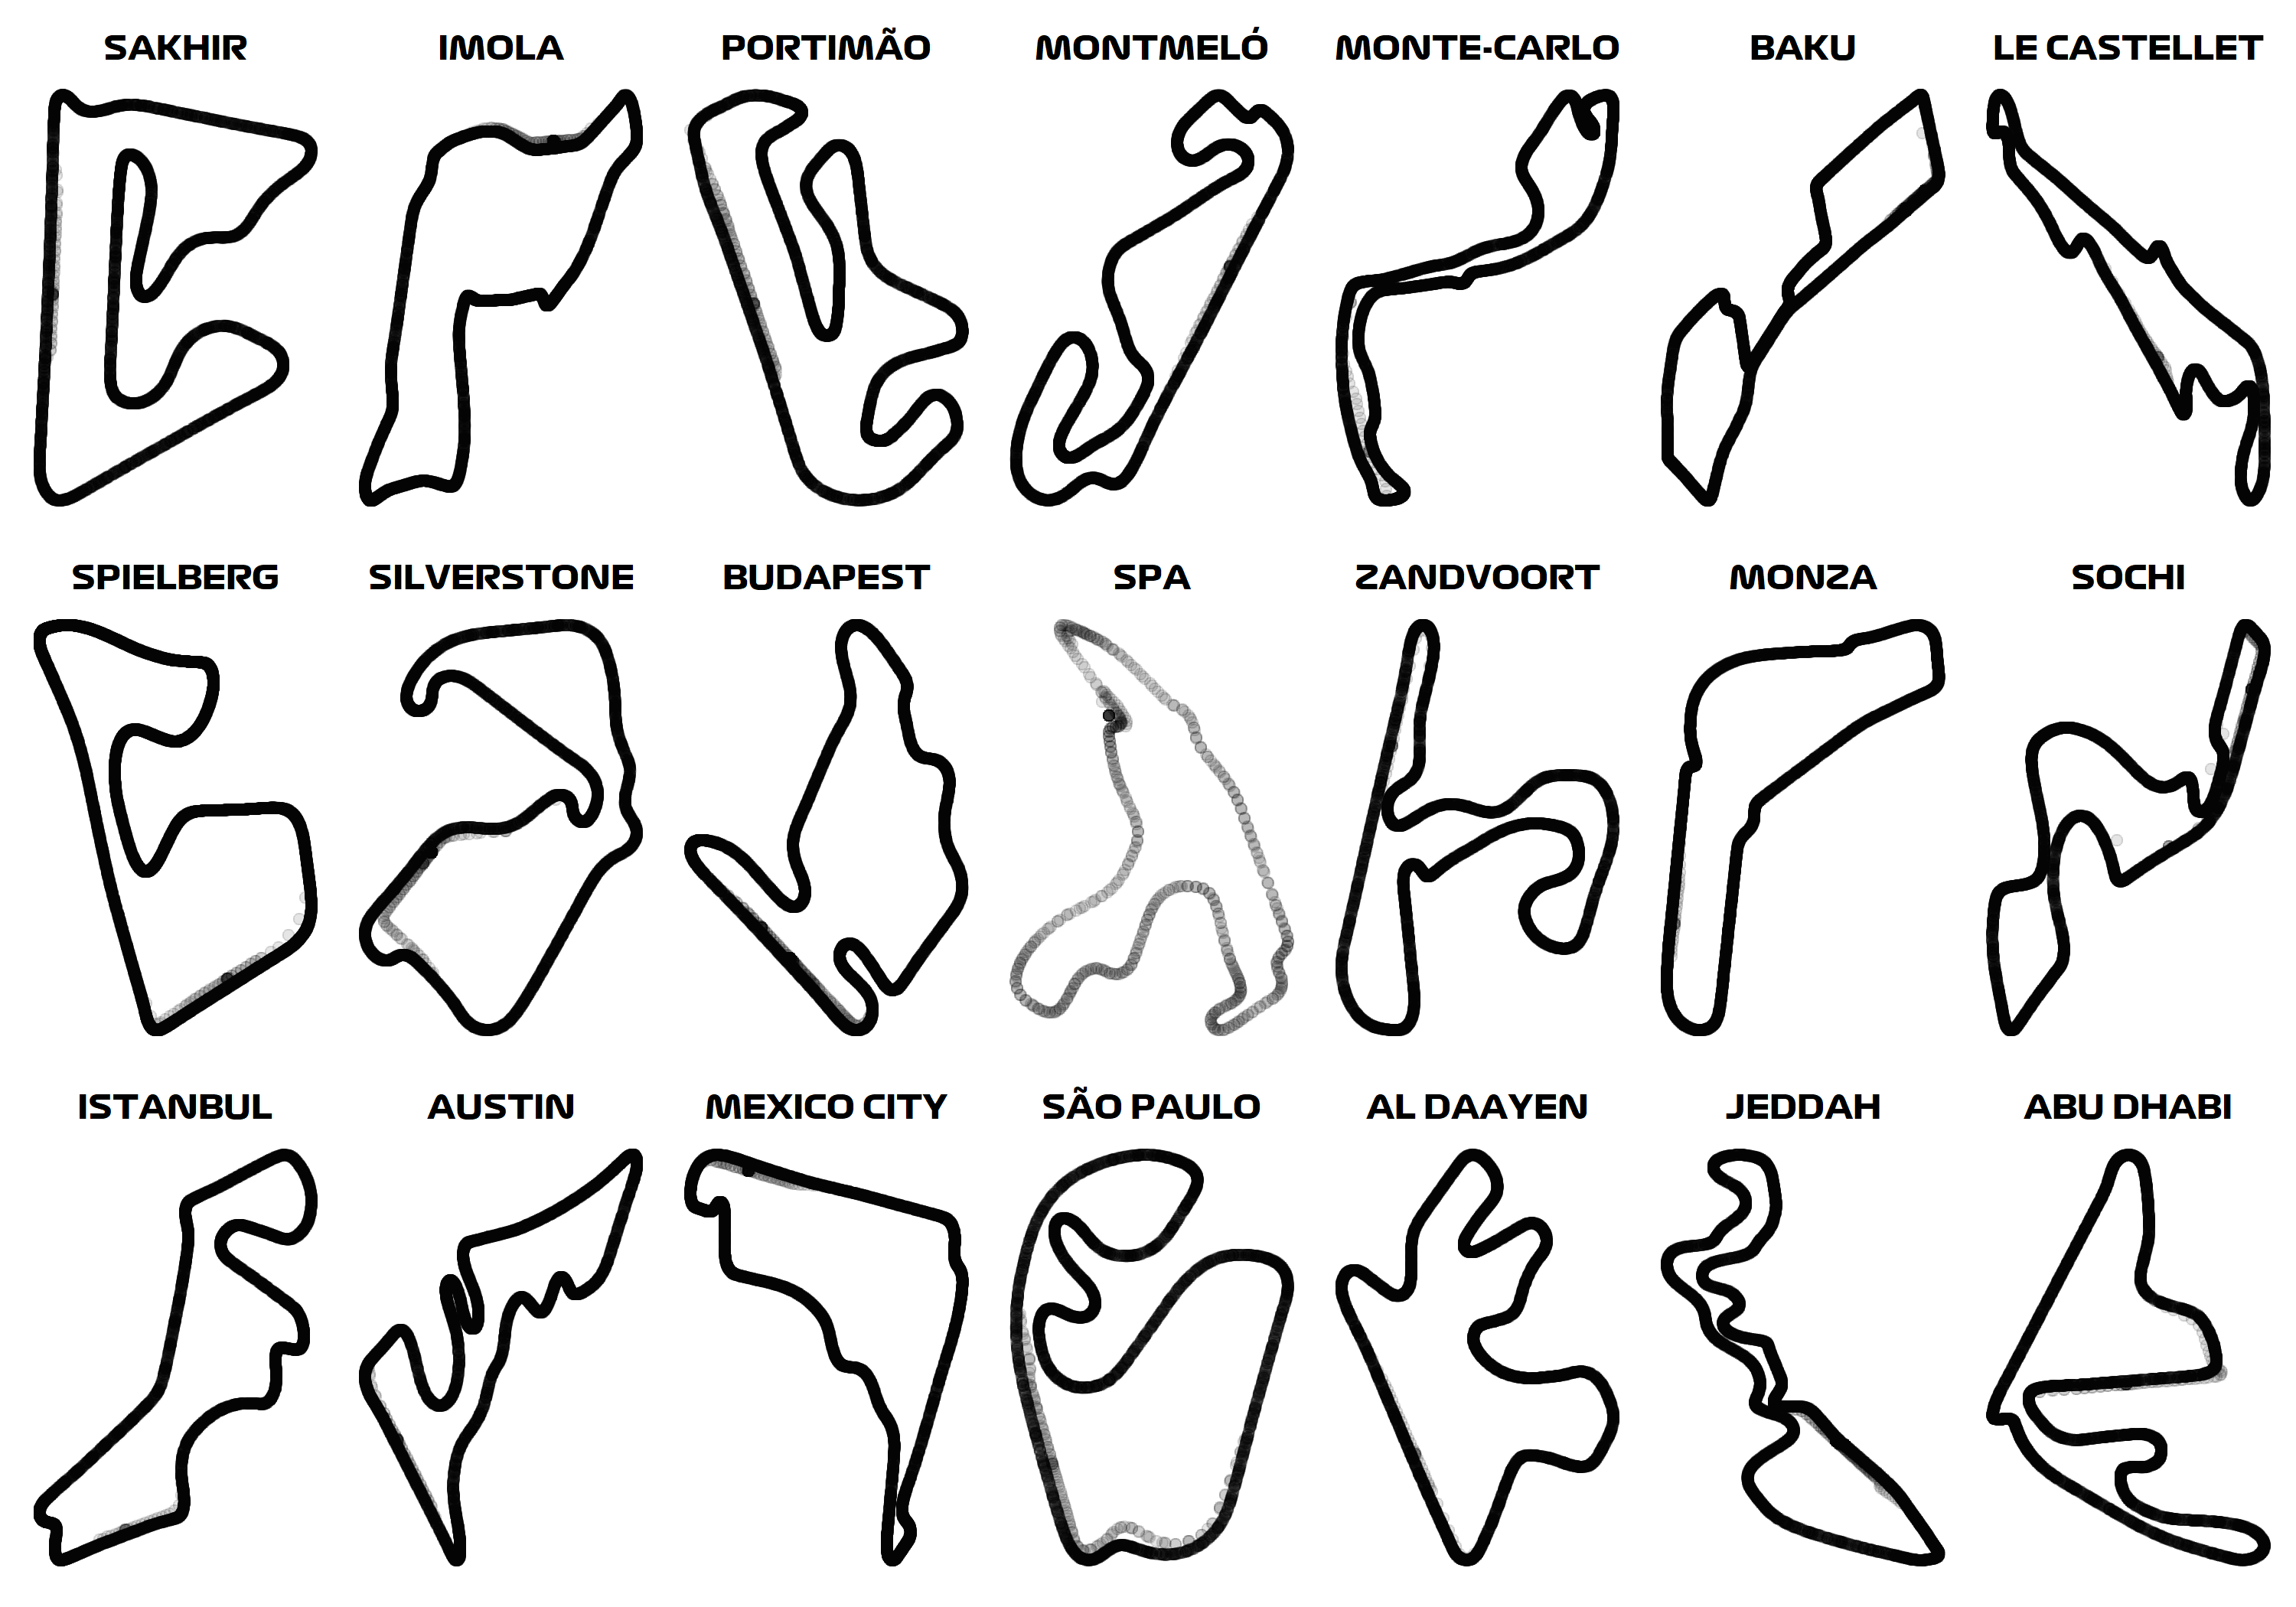 SAKHIR IMOLA PORTIMÃO MONTMELÓ MONTE-CARLO BAKU LE CASTELLET
SPIELBERG SILVERSTONE BUDAPEST SPA ZANDVOORT MONZA SOCHI
ISTANBUL AUSTIN MEXICO CITY SÃO PAULO AL DAAYEN JEDDAH ABU DHABI